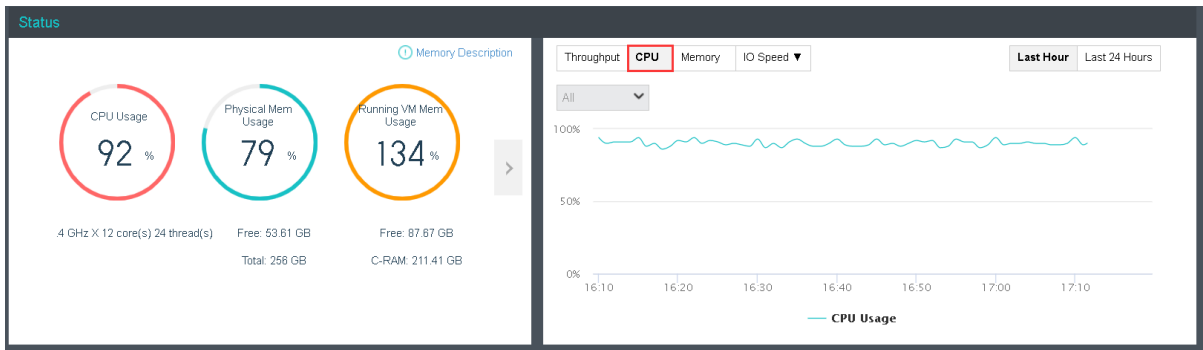 Status
Memory Description
CPU Usage
92 %
Physical Mem
Usage
79 %
Running VM Mem
Usage
134 %
.4 GHz X 12 core(s) 24 thread(s)
Free: 53.61 GB
Total: 256 GB
Free: 87.67 GB
C-RAM: 211.41 GB
Throughput CPU Memory IO Speed ▼
Last Hour Last 24 Hours
All
100%
50%
0%
16:10 16:20 16:30 16:40 16:50 17:00 17:10
CPU Usage